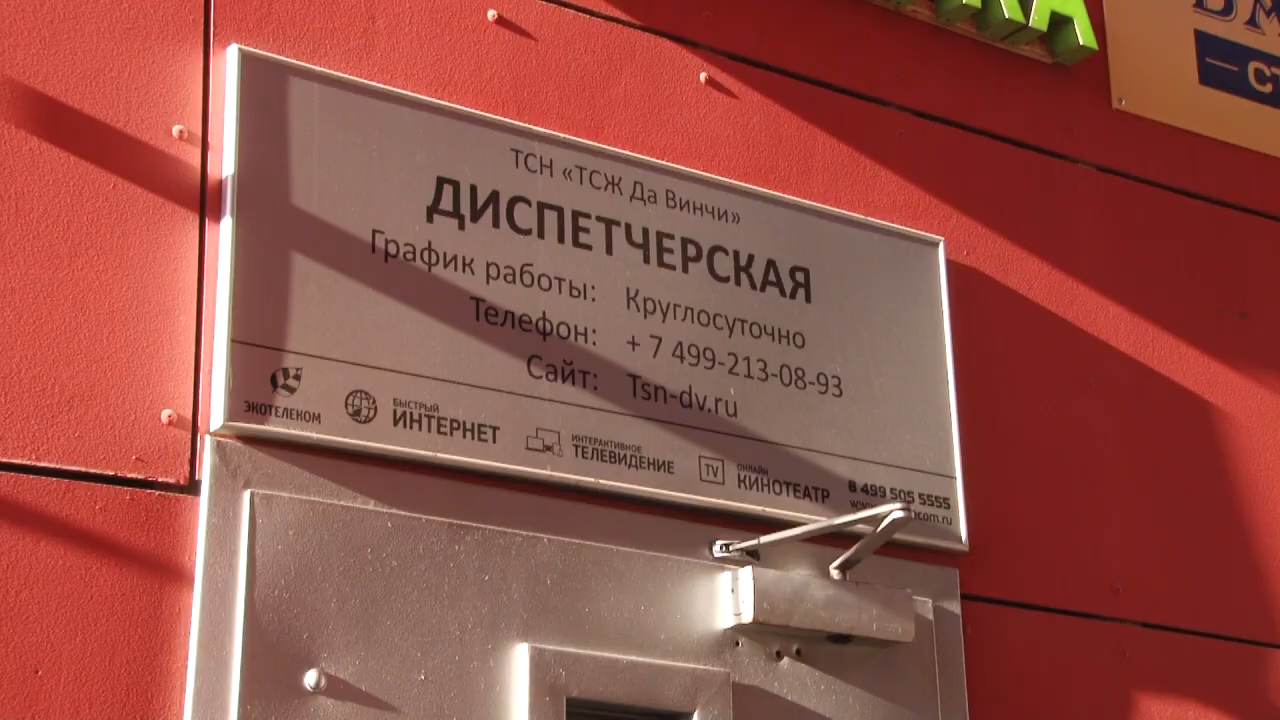 ТСН «ТСЖ Да Винчи»
ДИСПЕТЧЕРСКАЯ
График работы: Круглосуточно
Телефон: + 7 499-213-08-93
Сайт: Tsn-dv.ru
ЭКОТЕЛЕКОМ
БЫСТРЫЙ
ИНТЕРНЕТ
ИНТЕРАКТИВНОЕ
ТЕЛЕВИДЕНИЕ
TV
ОНЛАЙН
КИНОТЕАТР
8 499 505 5555